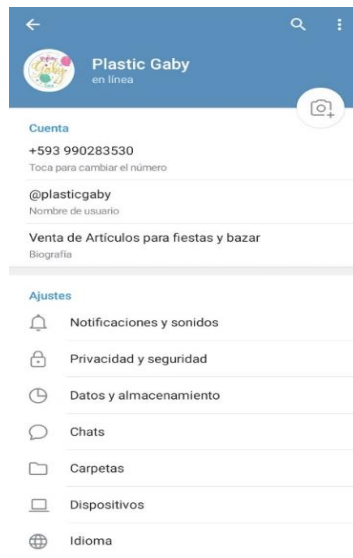 Plastic Gaby
en línea
Cuenta
+593 990283530
Toca para cambiar el número
@plasticgaby
Nombre de usuario
Venta de Artículos para fiestas y bazar
Biografía
Ajustes
Notificaciones y sonidos
Privacidad y seguridad
Datos y almacenamiento
Chats
Carpetas
Dispositivos
Idioma